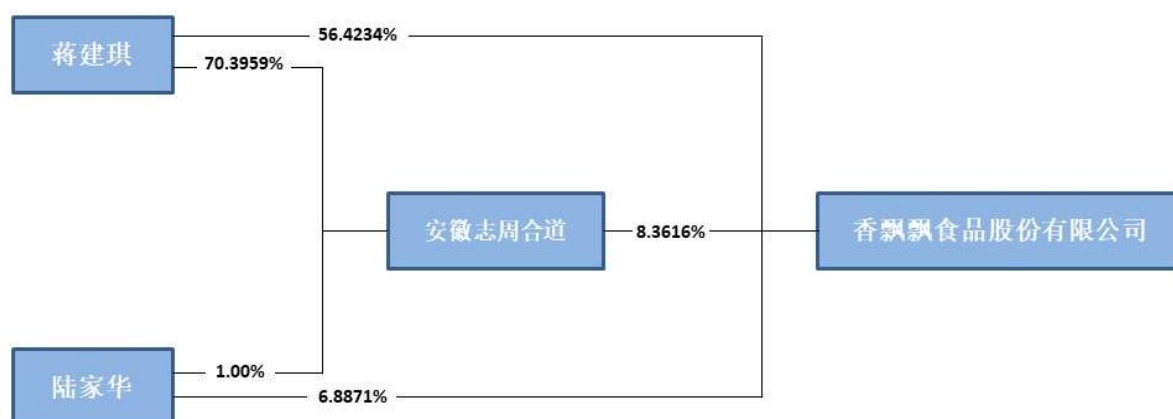 56.4234%
蒋建琪
70.3959%
安徽志周合道
8.3616%
香飘飘食品股份有限公司
1.00%
陆家华
6.8871%